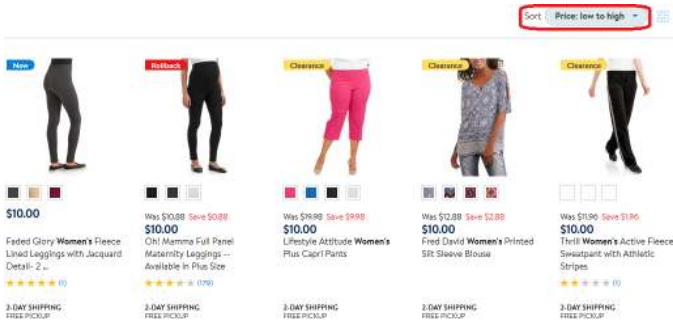 Sort Price: low to high
New
$10.00
Faded Glory Women's Fleece
Lined Leggings with Jacquard
Detail- 2 ...
(1)
2-DAY SHIPPING
FREE PICKUP
Rollback
Was $10.88 Save $0.88
$10.00
Oh! Mamma Full Panel
Maternity Leggings --
Available in Plus Size
(179)
2-DAY SHIPPING
FREE PICKUP
Clearance
Was $19.98 Save $9.98
$10.00
Lifestyle Attitude Women's
Plus Capri Pants
2-DAY SHIPPING
FREE PICKUP
Clearance
Was $12.88 Save $2.88
$10.00
Fred David Women's Printed
Slit Sleeve Blouse
2-DAY SHIPPING
FREE PICKUP
Clearance
Was $11.96 Save $1.96
$10.00
Thrill Women's Active Fleece
Sweatpant with Athletic
Stripes
(1)
2-DAY SHIPPING
FREE PICKUP